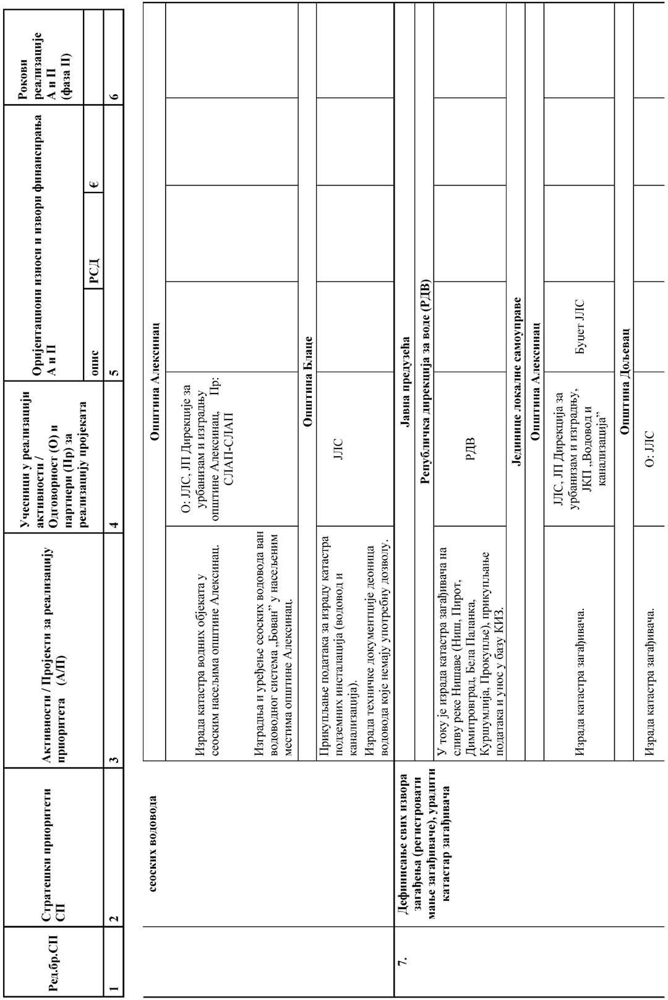 Ред.бр.СП
Стратешки приоритети
СП
Активности / Пројекти за реализацију
приоритета (А/П)
Учесници у реализацији
активности /
Одговорност (О) и
партнери (Пр) за
реализацију пројеката
Оријентациони износи и извори финансирања
А и П
опис
РСД
€
Рокови
реализације
А и П
(фаза II)
1
2
3
4
5
6
сеоских водовода
Општина Алексинац
Израда катастра водних објеката у
сеоским насељима општине Алексинац.
Изградња и уређење сеоских водовода ван
водоводног система „Бован” у насељеним
местима општине Алексинац.
О: ЈЛС, ЈП Дирекције за
урбанизам и изградњу
општине Алексинац, Пр:
СЛАП-СЛАП
Општина Блаце
Прикупљање података за израду катастра
подземних инсталација (водовод и
канализација).
Израда техничке документције деоница
водовода које немају употребну дозволу.
ЈЛС
7.
Дефинисање свих извора
загађења (регистровати
мање загађиваче), урадити
катастар загађивача
Јавна предузећа
Републичка дирекција за воде (РДВ)
У току је израда катастра загађивача на
сливу реке Нишаве (Ниш, Пирот,
Димитровград, Бела Паланка,
Куршумлија, Прокупље), прикупљање
података и унос у базу КИЗ.
РДВ
Јединице локалне самоуправе
Општина Алексинац
Израда катастра загађивача.
ЈЛС, ЈП Дирекција за
урбанизам и изградњу,
ЈКП „Водовод и
канализација”
Буџет ЈЛС
Општина Дољевац
Израда катастра загађивача.
О: ЈЛС